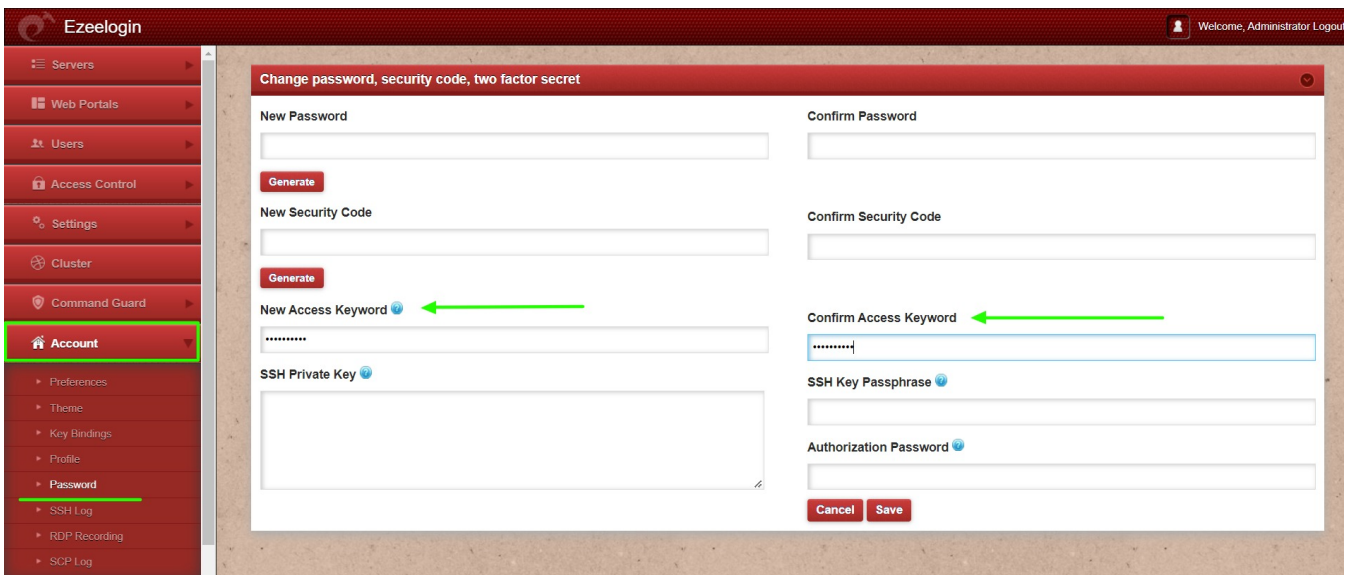 Ezeelogin
Welcome, Administrator Logout
Servers
Web Portals
Users
Access Control
Settings
Cluster
Command Guard
Account
Preferences
Theme
Key Bindings
Profile
Password
SSH Log
RDP Recording
SCP Log
Change password, security code, two factor secret
New Password
Confirm Password
Generate
New Security Code
Confirm Security Code
Generate
New Access Keyword
Confirm Access Keyword
••••••••••
••••••••••
SSH Private Key
SSH Key Passphrase
Authorization Password
Cancel
Save